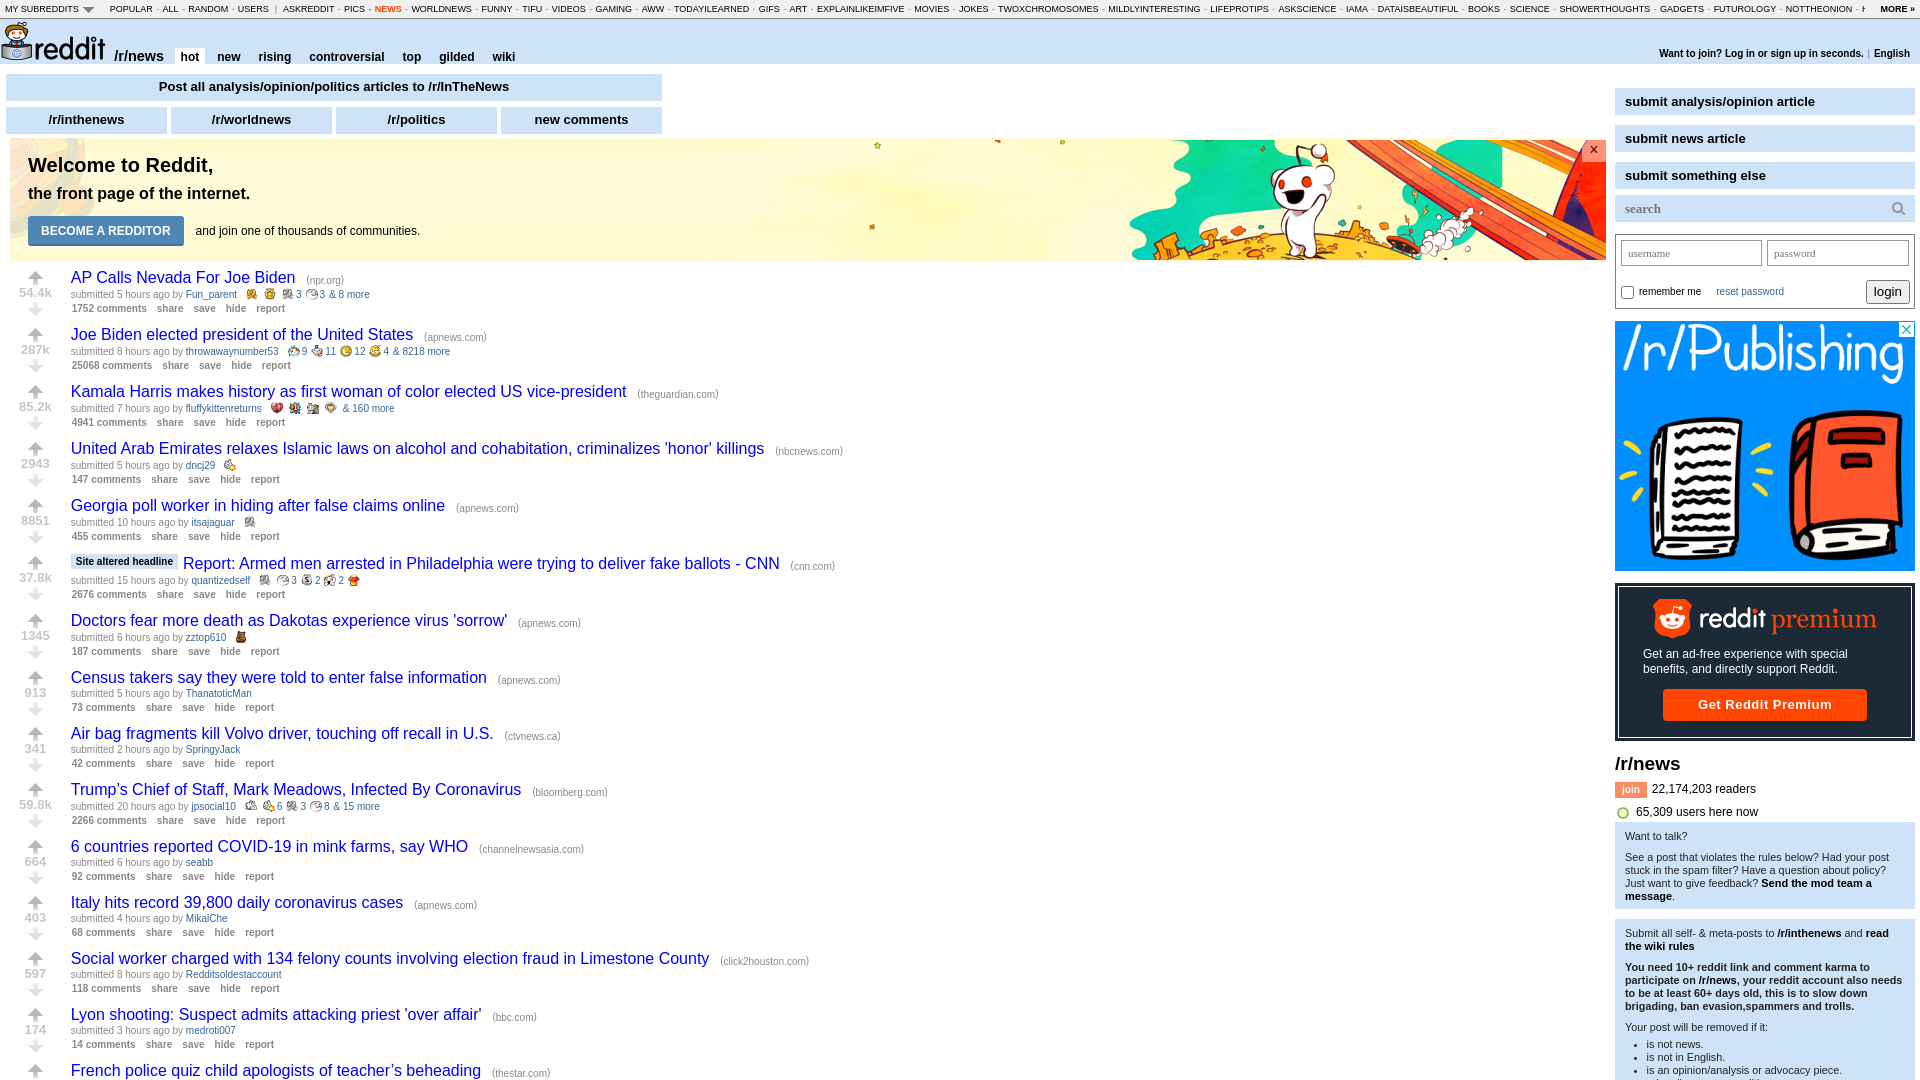 MY SUBREDDITS POPULAR - ALL - RANDOM - USERS | ASKREDDIT - PICS - NEWS - WORLDNEWS - FUNNY - TIFU - VIDEOS - GAMING - AWW - TODAYILEARNED - GIFS - ART - EXPLAINLIKEIMFIVE - MOVIES - JOKES - TWOXCHROMOSOMES - MILDLYINTERESTING - LIFEPROTIPS - ASKSCIENCE - IAMA - DATAISBEAUTIFUL - BOOKS - SCIENCE - SHOWERTHOUGHTS - GADGETS - FUTUROLOGY - NOTTHEONION - MORE »
reddit /r/news hot new rising controversial top gilded wiki
Want to join? Log in or sign up in seconds. | English
Post all analysis/opinion/politics articles to /r/InTheNews
/r/inthenews /r/worldnews /r/politics new comments
Welcome to Reddit,
the front page of the internet.
BECOME A REDDITOR and join one of thousands of communities.
×
54.4k
AP Calls Nevada For Joe Biden (npr.org)
submitted 5 hours ago by Fun_parent 3 3 & 8 more
1752 comments share save hide report
287k
Joe Biden elected president of the United States (apnews.com)
submitted 8 hours ago by throwawaynumber53 9 11 12 4 & 8218 more
25068 comments share save hide report
85.2k
Kamala Harris makes history as first woman of color elected US vice-president (theguardian.com)
submitted 7 hours ago by fluffykittenreturns & 160 more
4941 comments share save hide report
2943
United Arab Emirates relaxes Islamic laws on alcohol and cohabitation, criminalizes 'honor' killings (nbcnews.com)
submitted 5 hours ago by dncj29
147 comments share save hide report
8851
Georgia poll worker in hiding after false claims online (apnews.com)
submitted 10 hours ago by itsajaguar
455 comments share save hide report
37.8k
Site altered headline Report: Armed men arrested in Philadelphia were trying to deliver fake ballots - CNN (cnn.com)
submitted 15 hours ago by quantizedself 3 2 2
2676 comments share save hide report
1345
Doctors fear more death as Dakotas experience virus 'sorrow' (apnews.com)
submitted 6 hours ago by zztop610
187 comments share save hide report
913
Census takers say they were told to enter false information (apnews.com)
submitted 5 hours ago by ThanatoticMan
73 comments share save hide report
341
Air bag fragments kill Volvo driver, touching off recall in U.S. (ctvnews.ca)
submitted 2 hours ago by SpringyJack
42 comments share save hide report
59.8k
Trump’s Chief of Staff, Mark Meadows, Infected By Coronavirus (bloomberg.com)
submitted 20 hours ago by jpsocial10 6 3 8 & 15 more
2266 comments share save hide report
664
6 countries reported COVID-19 in mink farms, say WHO (channelnewsasia.com)
submitted 6 hours ago by seabb
92 comments share save hide report
403
Italy hits record 39,800 daily coronavirus cases (apnews.com)
submitted 4 hours ago by MikalChe
68 comments share save hide report
597
Social worker charged with 134 felony counts involving election fraud in Limestone County (click2houston.com)
submitted 8 hours ago by Redditsoldestaccount
118 comments share save hide report
174
Lyon shooting: Suspect admits attacking priest 'over affair' (bbc.com)
submitted 3 hours ago by medroti007
14 comments share save hide report
French police quiz child apologists of teacher’s beheading (thestar.com)
submit analysis/opinion article
submit news article
submit something else
search
username password
remember me reset password login
/r/Publishing
reddit premium
Get an ad-free experience with special
benefits, and directly support Reddit.
Get Reddit Premium
/r/news
join 22,174,203 readers
65,309 users here now
Want to talk?
See a post that violates the rules below? Had your post
stuck in the spam filter? Have a question about policy?
Just want to give feedback? Send the mod team a
message.
Submit all self- & meta-posts to /r/inthenews and read
the wiki rules
You need 10+ reddit link and comment karma to
participate on /r/news, your reddit account also needs
to be at least 60+ days old, this is to slow down
brigading, ban evasion,spammers and trolls.
Your post will be removed if it:
• is not news.
• is not in English.
• is an opinion/analysis or advocacy piece.